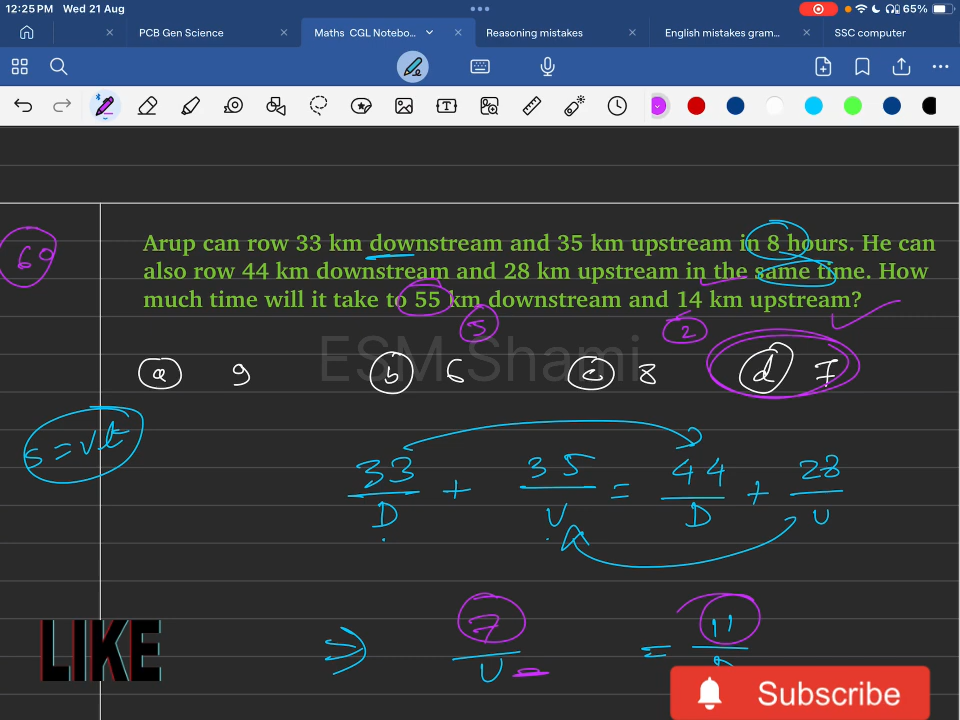 12:25PM Wed 21 Aug 65%
PCB Gen Science Maths CGL Notebo... Reasoning mistakes English mistakes gram... SSC computer
60
Arup can row 33 km downstream and 35 km upstream in 8 hours. He can
also row 44 km downstream and 28 km upstream in the same time. How
much time will it take to 55 km downstream and 14 km upstream?
5 2
ESM Shami
a 9 b 6 c 8 d 7
s = vt
33/D + 35/U = 44/D + 28/U
LIKE
⇒ 7/U = 11/
Subscribe